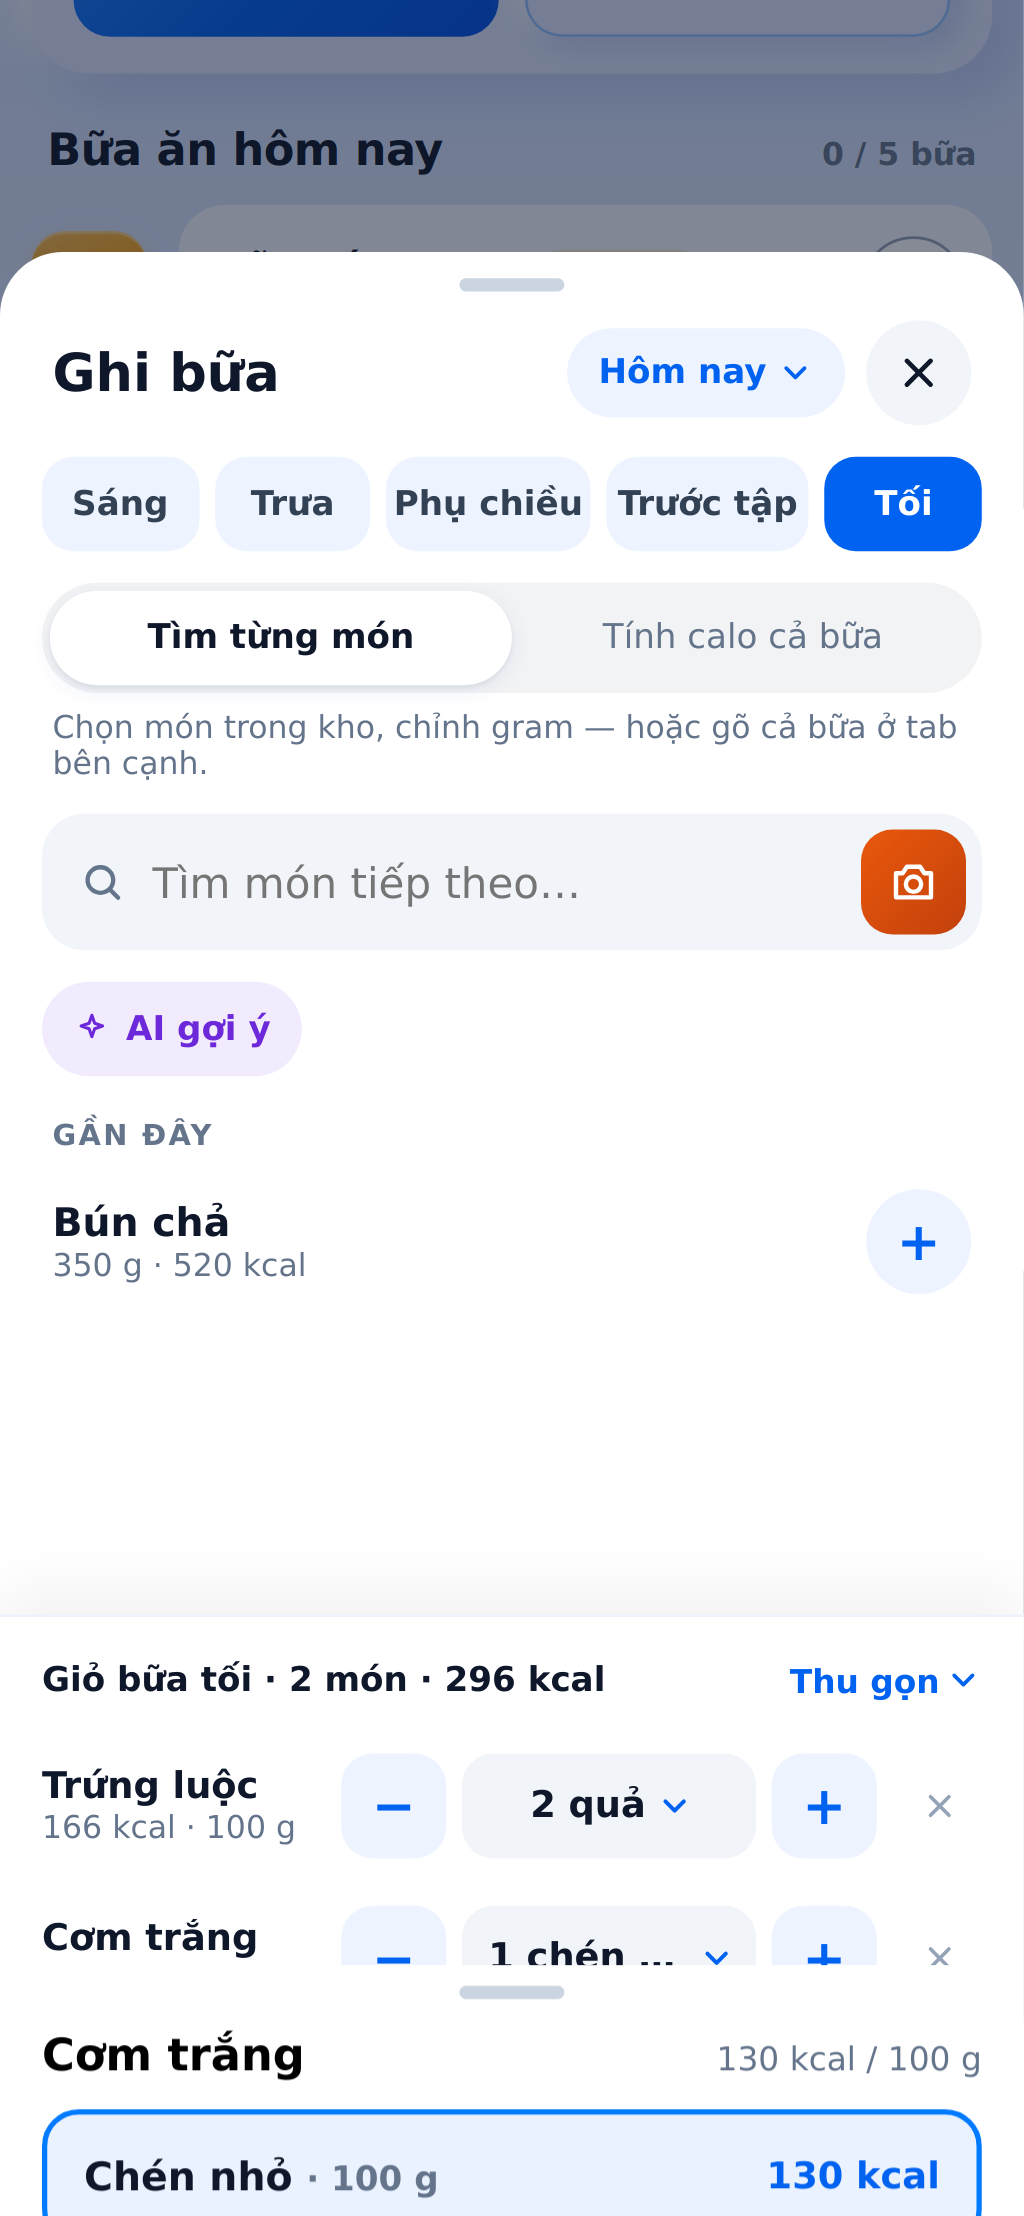 Bữa ăn hôm nay
0 / 5 bữa
Ghi bữa
Hôm nay
Sáng
Trưa
Phụ chiều
Trước tập
Tối
Tìm từng món
Tính calo cả bữa
Chọn món trong kho, chỉnh gram — hoặc gõ cả bữa ở tab
bên cạnh.
Tìm món tiếp theo...
AI gợi ý
GẦN ĐÂY
Bún chả
350 g · 520 kcal
Giỏ bữa tối · 2 món · 296 kcal
Thu gọn
Trứng luộc
166 kcal · 100 g
2 quả
Cơm trắng
1 chén ...
Cơm trắng
130 kcal / 100 g
Chén nhỏ · 100 g
130 kcal